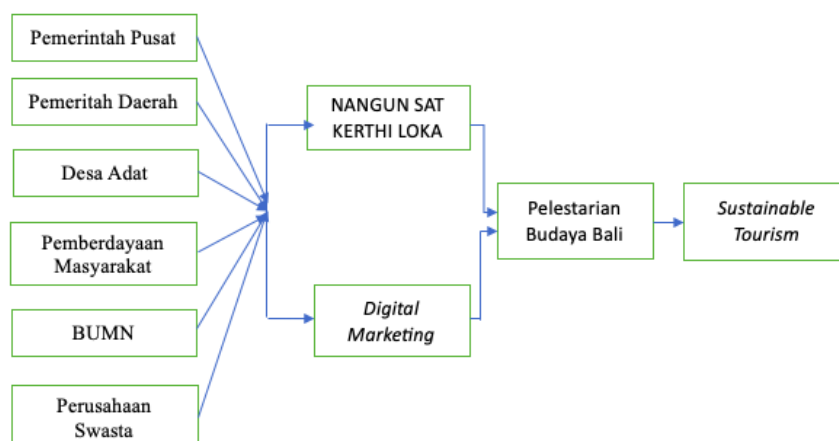 Pemerintah Pusat
Pemeritah Daerah
Desa Adat
Pemberdayaan
Masyarakat
BUMN
Perusahaan
Swasta
NANGUN SAT
KERTHI LOKA
Digital
Marketing
Pelestarian
Budaya Bali
Sustainable
Tourism